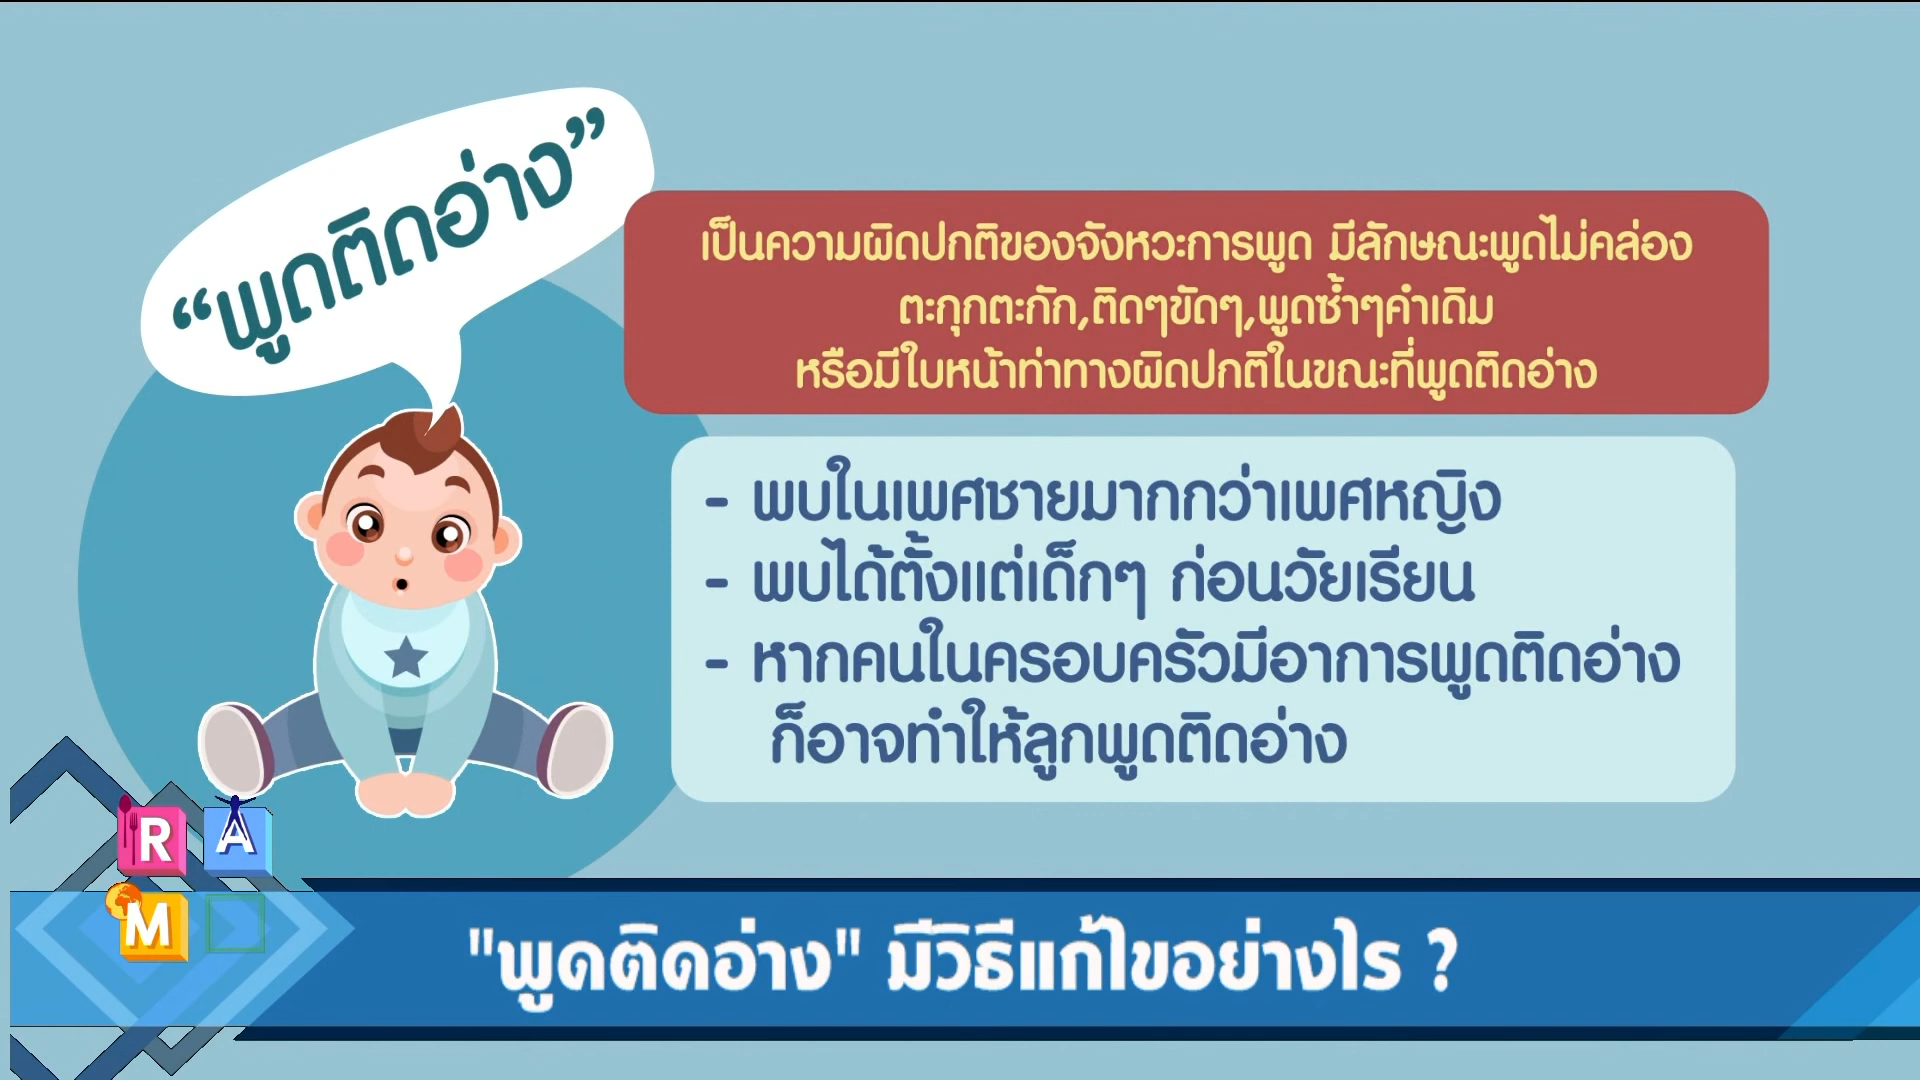 “พูดติดอ่าง”
เป็นความผิดปกติของจังหวะการพูด มีลักษณะพูดไม่คล่อง
ตะกุกตะกัก,ติดๆขัดๆ,พูดซ้ำๆคำเดิม
หรือมีใบหน้าท่าทางผิดปกติในขณะที่พูดติดอ่าง
- พบในเพศชายมากกว่าเพศหญิง
- พบได้ตั้งแต่เด็กๆ ก่อนวัยเรียน
- หากคนในครอบครัวมีอาการพูดติดอ่าง
ก็อาจทำให้ลูกพูดติดอ่าง
R A
M
"พูดติดอ่าง" มีวิธีแก้ไขอย่างไร ?